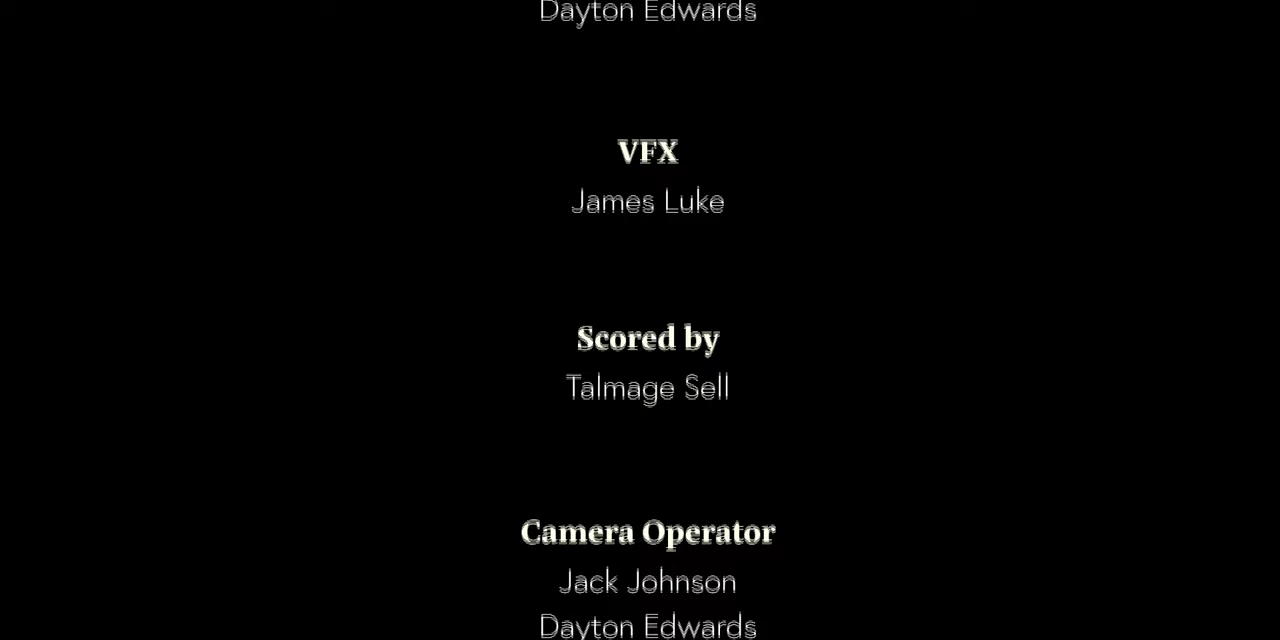 Dayton Edwards
VFX
James Luke
Scored by
Talmage Sell
Camera Operator
Jack Johnson
Dayton Edwards